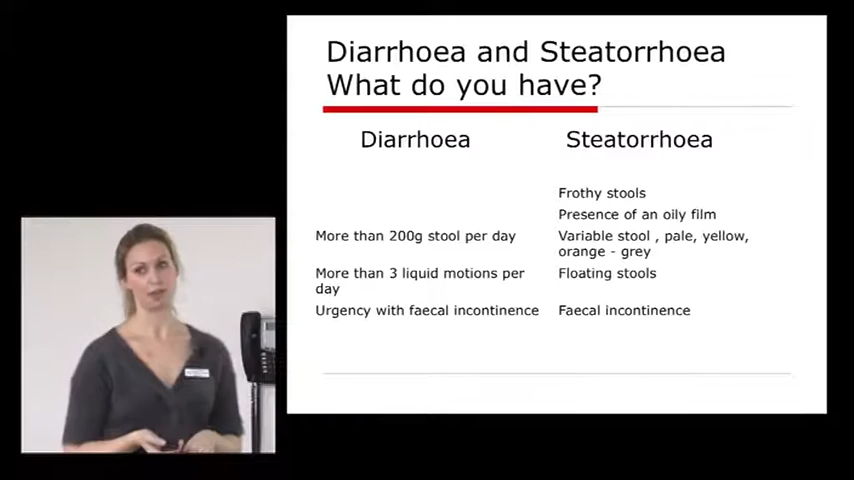 Diarrhoea and Steatorrhoea
What do you have?
Diarrhoea
Steatorrhoea
Frothy stools
Presence of an oily film
More than 200g stool per day
Variable stool , pale, yellow,
orange - grey
More than 3 liquid motions per
day
Floating stools
Urgency with faecal incontinence
Faecal incontinence